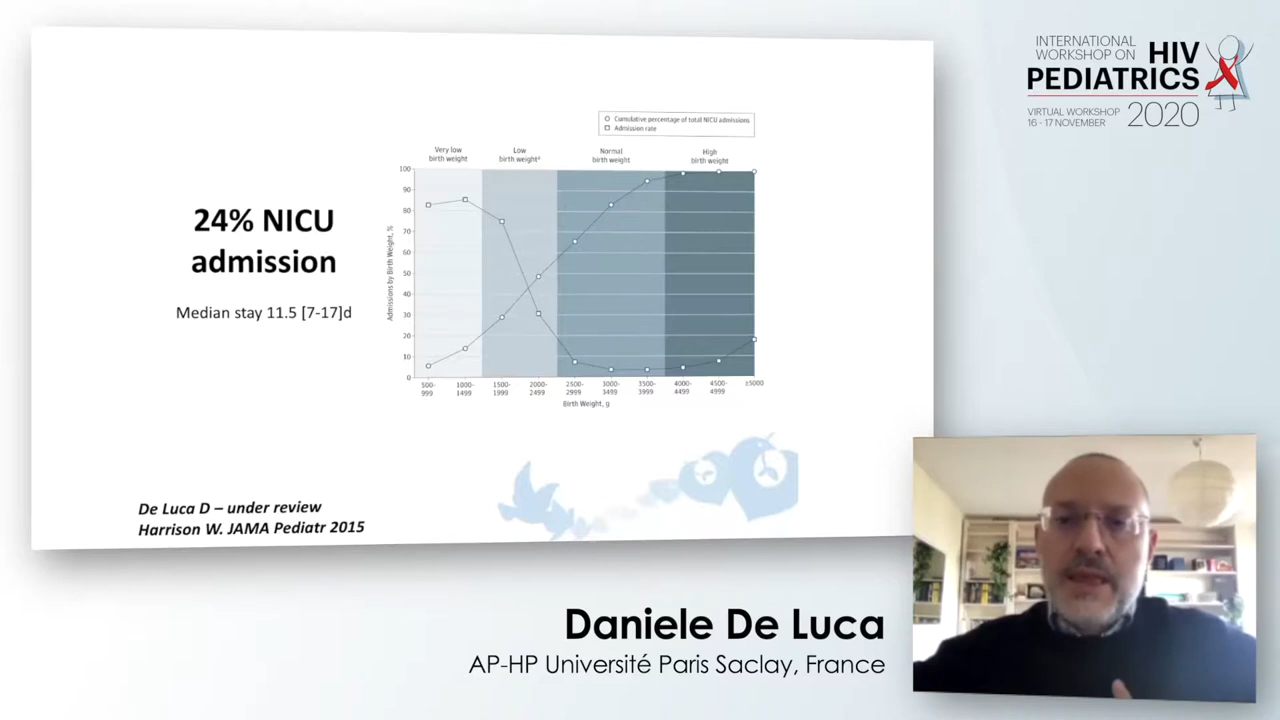 INTERNATIONAL
WORKSHOP ON
HIV
PEDIATRICS
VIRTUAL WORKSHOP
16 - 17 NOVEMBER
2020
24% NICU
admission
Median stay 11.5 [7-17]d
Cumulative percentage of total NICU admissions
Admission rate
Very low
birth weight
Low
birth weight
Normal
birth weight
High
birth weight
Admissions by Birth Weight, %
100
90
80
70
60
50
40
30
20
10
0
500-
999
1000-
1499
1500-
1999
2000-
2499
2500-
2999
3000-
3499
3500-
3999
4000-
4499
4500-
4999
≥5000
Birth Weight, g
De Luca D – under review
Harrison W. JAMA Pediatr 2015
Daniele De Luca
AP-HP Université Paris Saclay, France